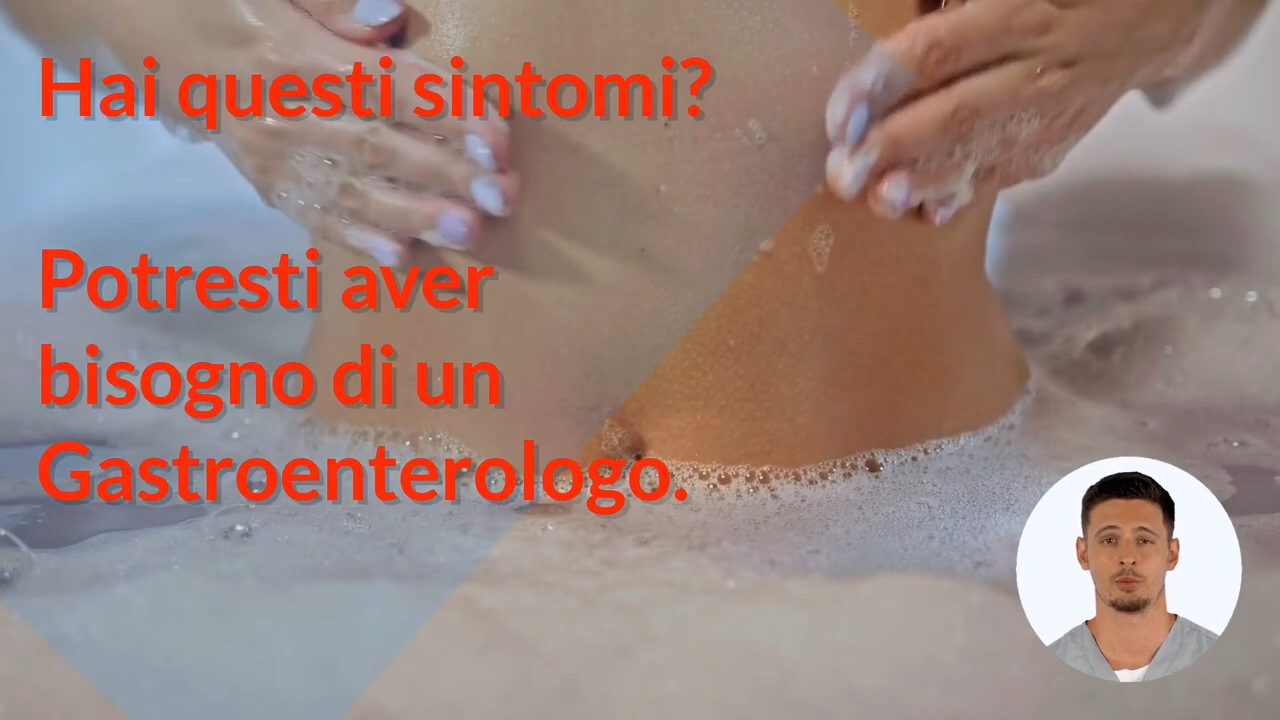 Hai questi sintomi?
Potresti aver
bisogno di un
Gastroenterologo.